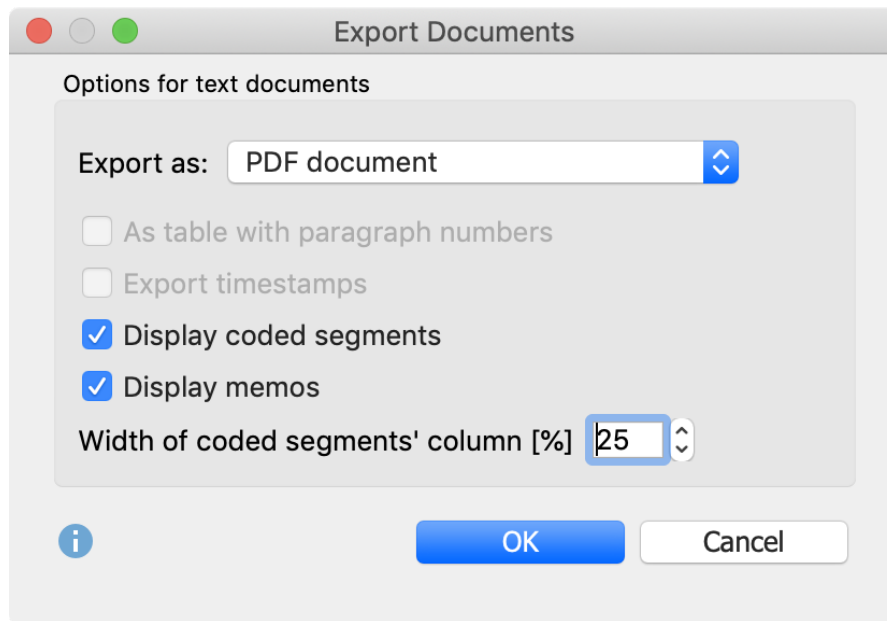 Export Documents
Options for text documents
Export as: PDF document
As table with paragraph numbers
Export timestamps
Display coded segments
Display memos
Width of coded segments' column [%] 25
i OK Cancel